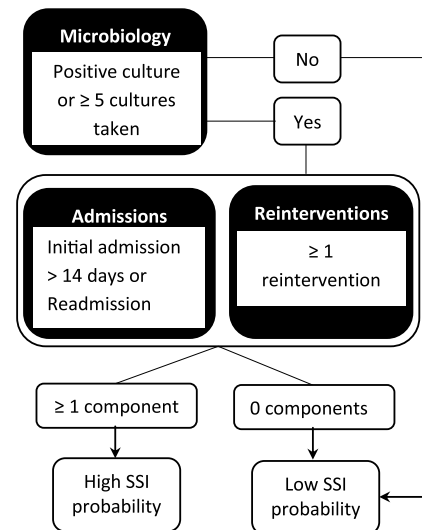 Microbiology
Positive culture
or ≥ 5 cultures
taken
No
Yes
Admissions
Initial admission
> 14 days or
Readmission
Reinterventions
≥ 1
reintervention
≥ 1 component
0 components
High SSI
probability
Low SSI
probability